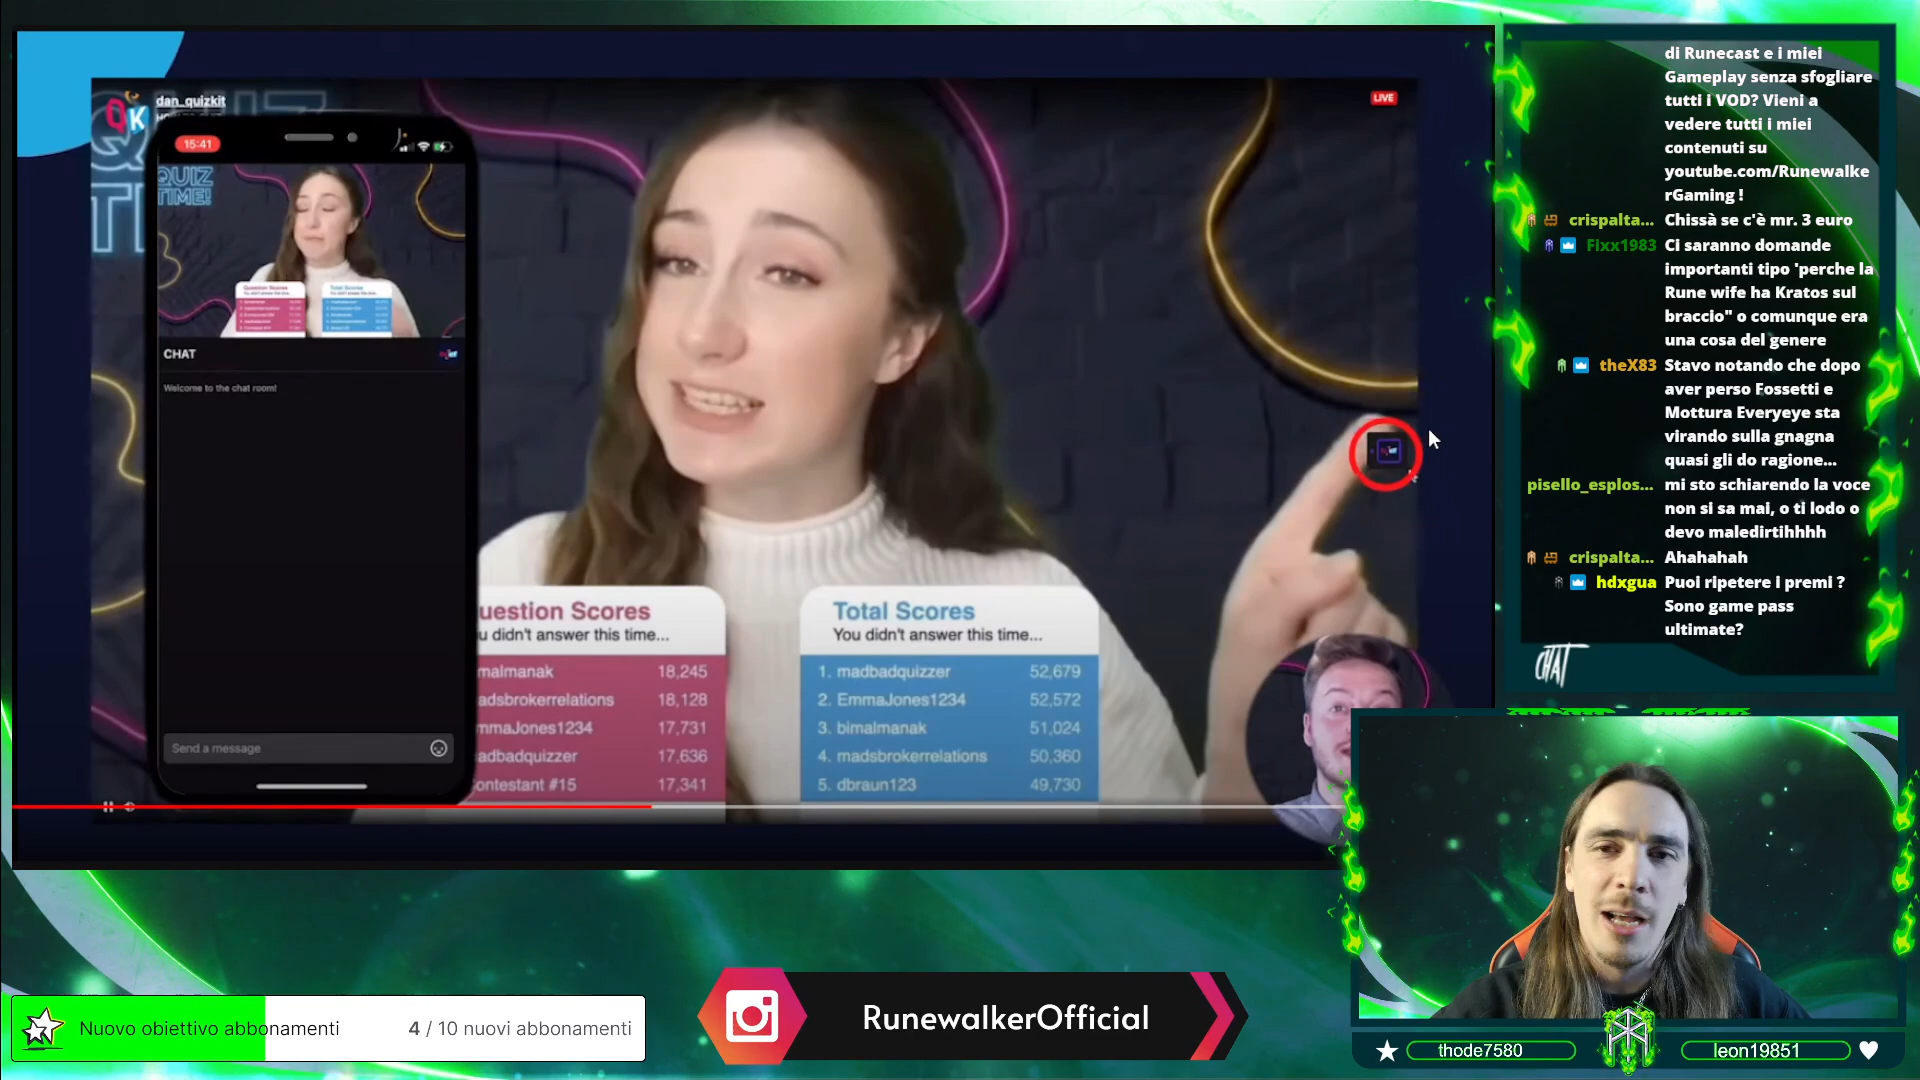 dan_quizkit
LIVE
QK
15:41
QUIZ
TIME!
Question Scores
Total Scores
CHAT
Welcome to the chat room!
Send a message
uestion Scores
u didn't answer this time...
malmanak 18,245
adsbrokerrelations 18,128
mmaJones1234 17,731
adbadquizzer 17,636
ontestant #15 17,341
Total Scores
You didn't answer this time...
1. madbadquizzer 52,679
2. EmmaJones1234 52,572
3. bimalmanak 51,024
4. madsbrokerrelations 50,360
5. dbraun123 49,730
di Runecast e i miei
Gameplay senza sfogliare
tutti i VOD? Vieni a
vedere tutti i miei
contenuti su
youtube.com/Runewalke
rGaming !
crispalta... Chissà se c'è mr. 3 euro
Fixx1983 Ci saranno domande
importanti tipo 'perche la
Rune wife ha Kratos sul
braccio" o comunque era
una cosa del genere
theX83 Stavo notando che dopo
aver perso Fossetti e
Mottura Everyeye sta
virando sulla gnagna
quasi gli do ragione...
pisello_esplos... mi sto schiarendo la voce
non si sa mai, o ti lodo o
devo maledirtihhhh
crispalta... Ahahahah
hdxgua Puoi ripetere i premi ?
Sono game pass
ultimate?
CHAT
Nuovo obiettivo abbonamenti 4 / 10 nuovi abbonamenti
RunewalkerOfficial
thode7580
leon19851